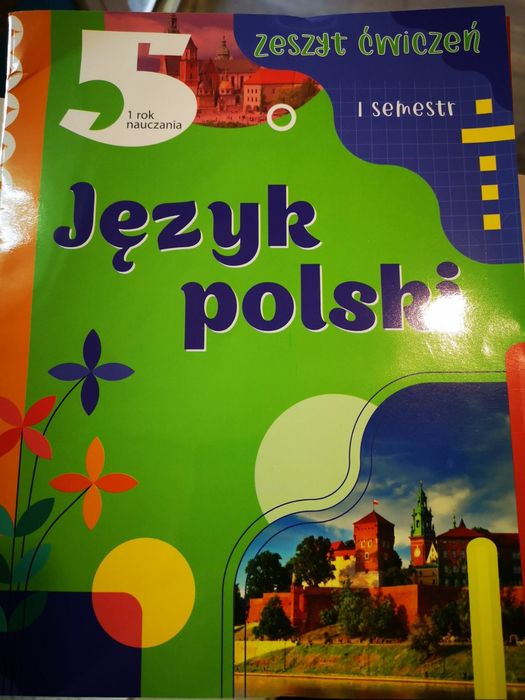 5
zeszyt ćwiczeń
1 rok
nauczania
I semestr
Język
polski